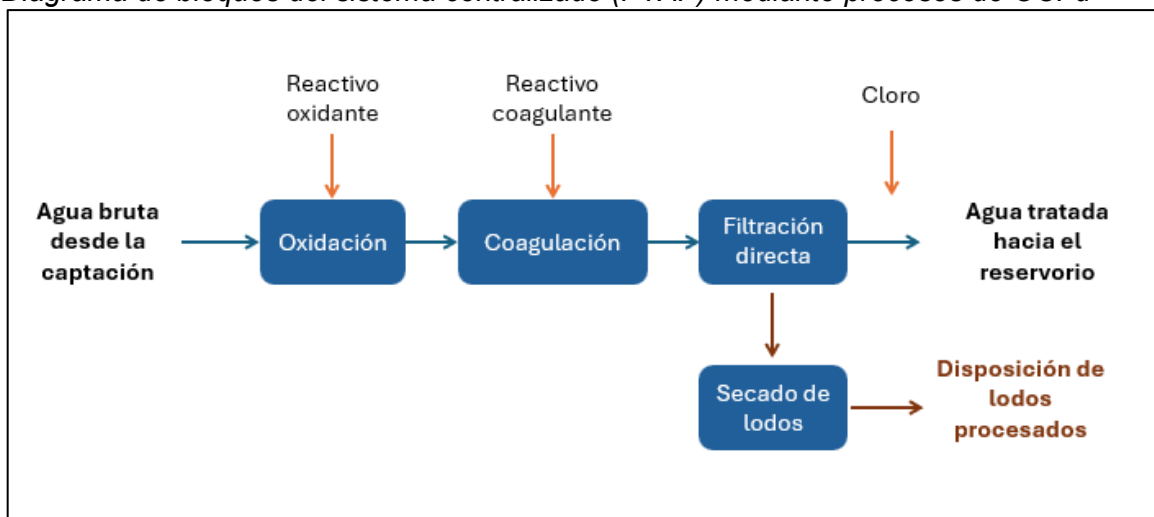 Reactivo
oxidante
Reactivo
coagulante
Cloro
Agua bruta
desde la
captación
Oxidación
Coagulación
Filtración
directa
Agua tratada
hacia el
reservorio
Secado de
lodos
Disposición de
lodos
procesados